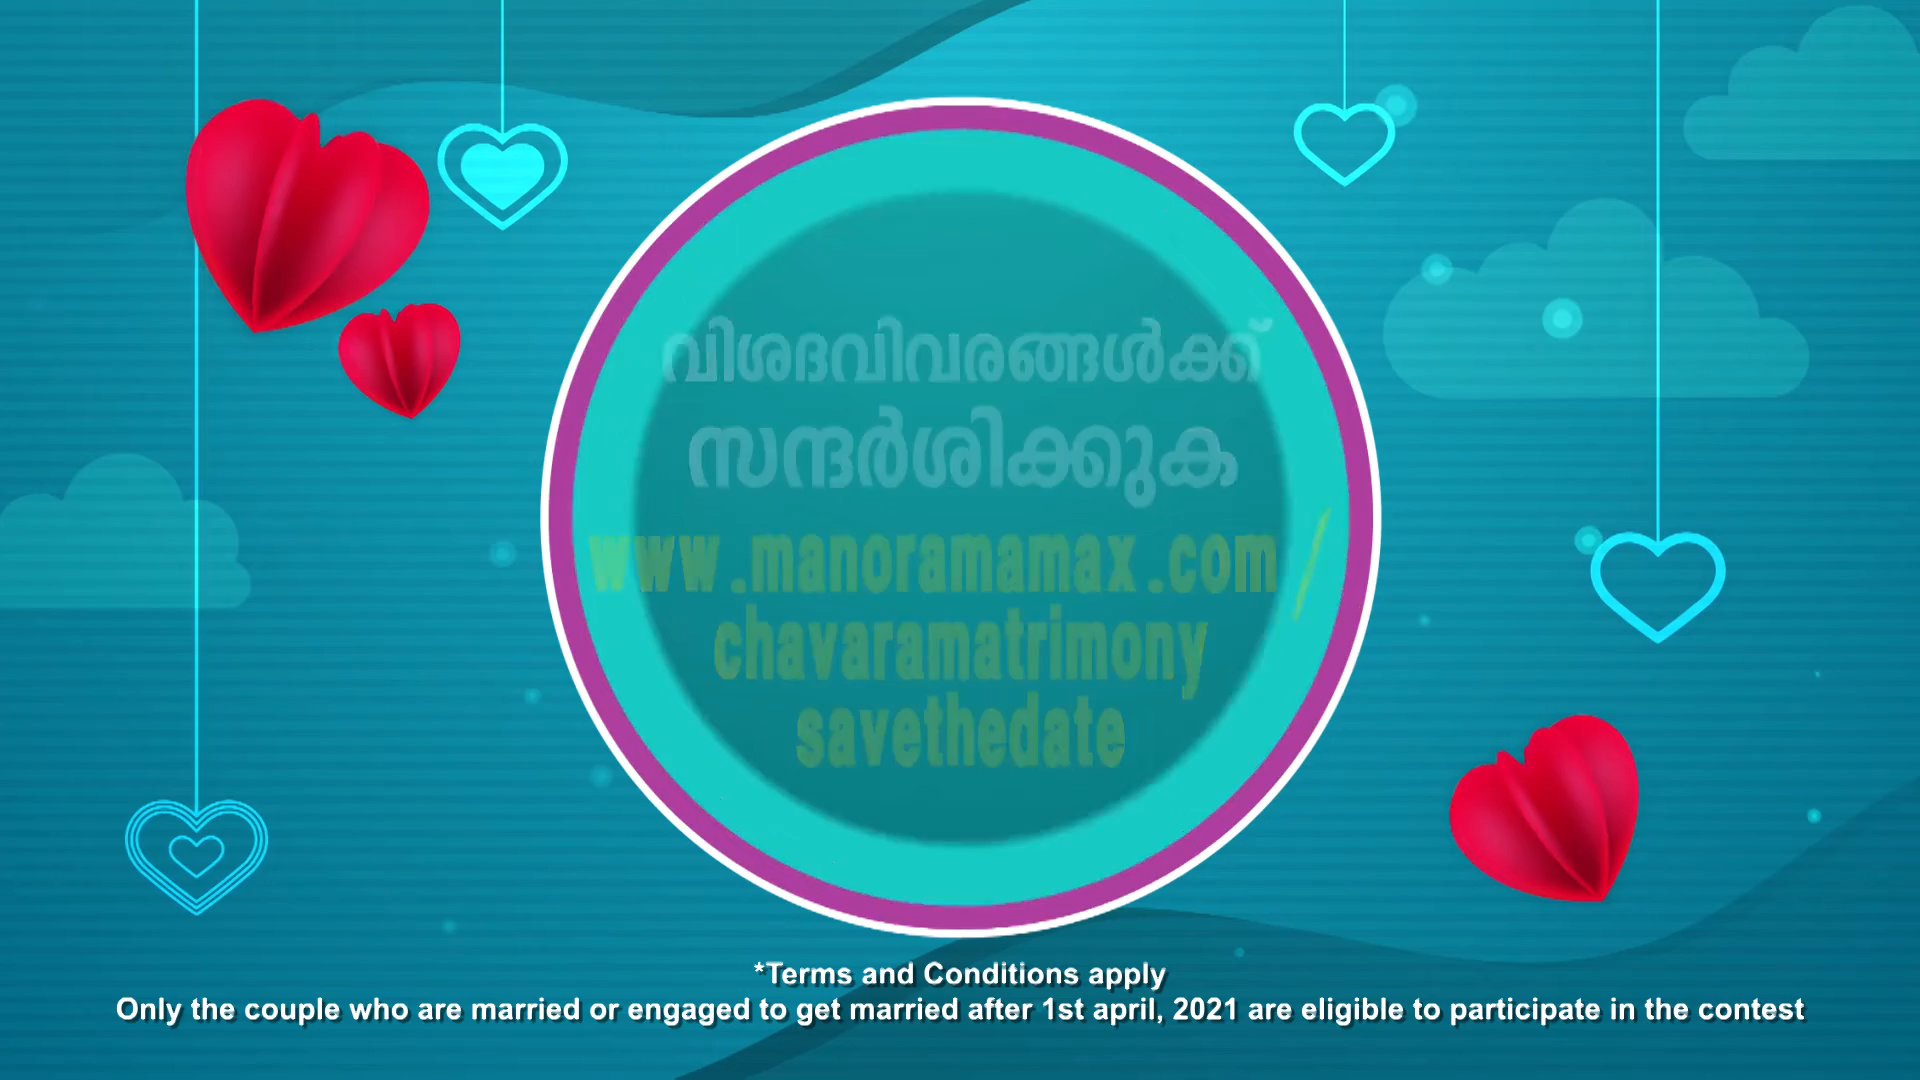 വിശദവിവരങ്ങൾക്ക്
സന്ദർശിക്കുക
www.manoramamax.com/
chavaramatrimony
savethedate
*Terms and Conditions apply
Only the couple who are married or engaged to get married after 1st april, 2021 are eligible to participate in the contest